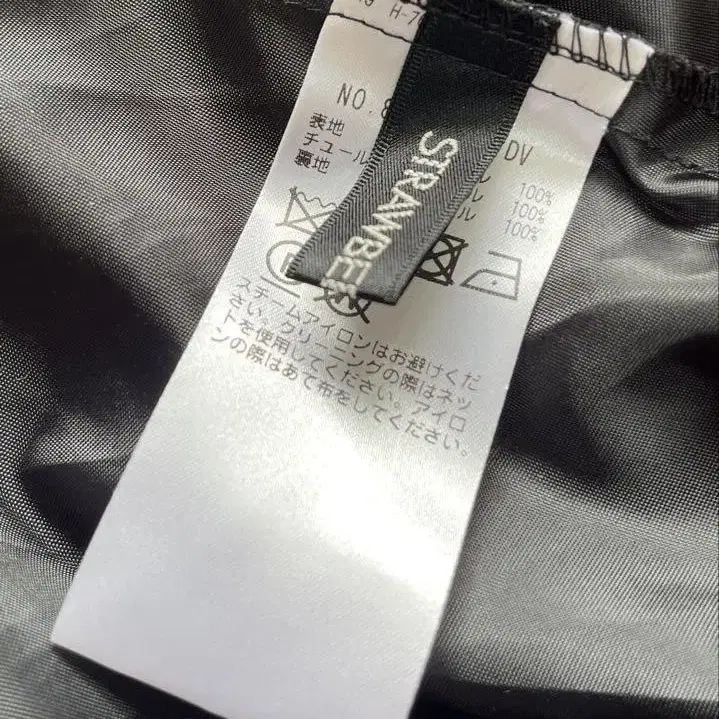 H-7
NO.8
DV
表地
ル 100%
チュール
ル 100%
裏地
ル 100%
STRAWBE
スチームアイロンはお避けくだ
さい。クリーニングの際はネッ
トを使用してください。アイロ
ンの際はあて布をしてください。